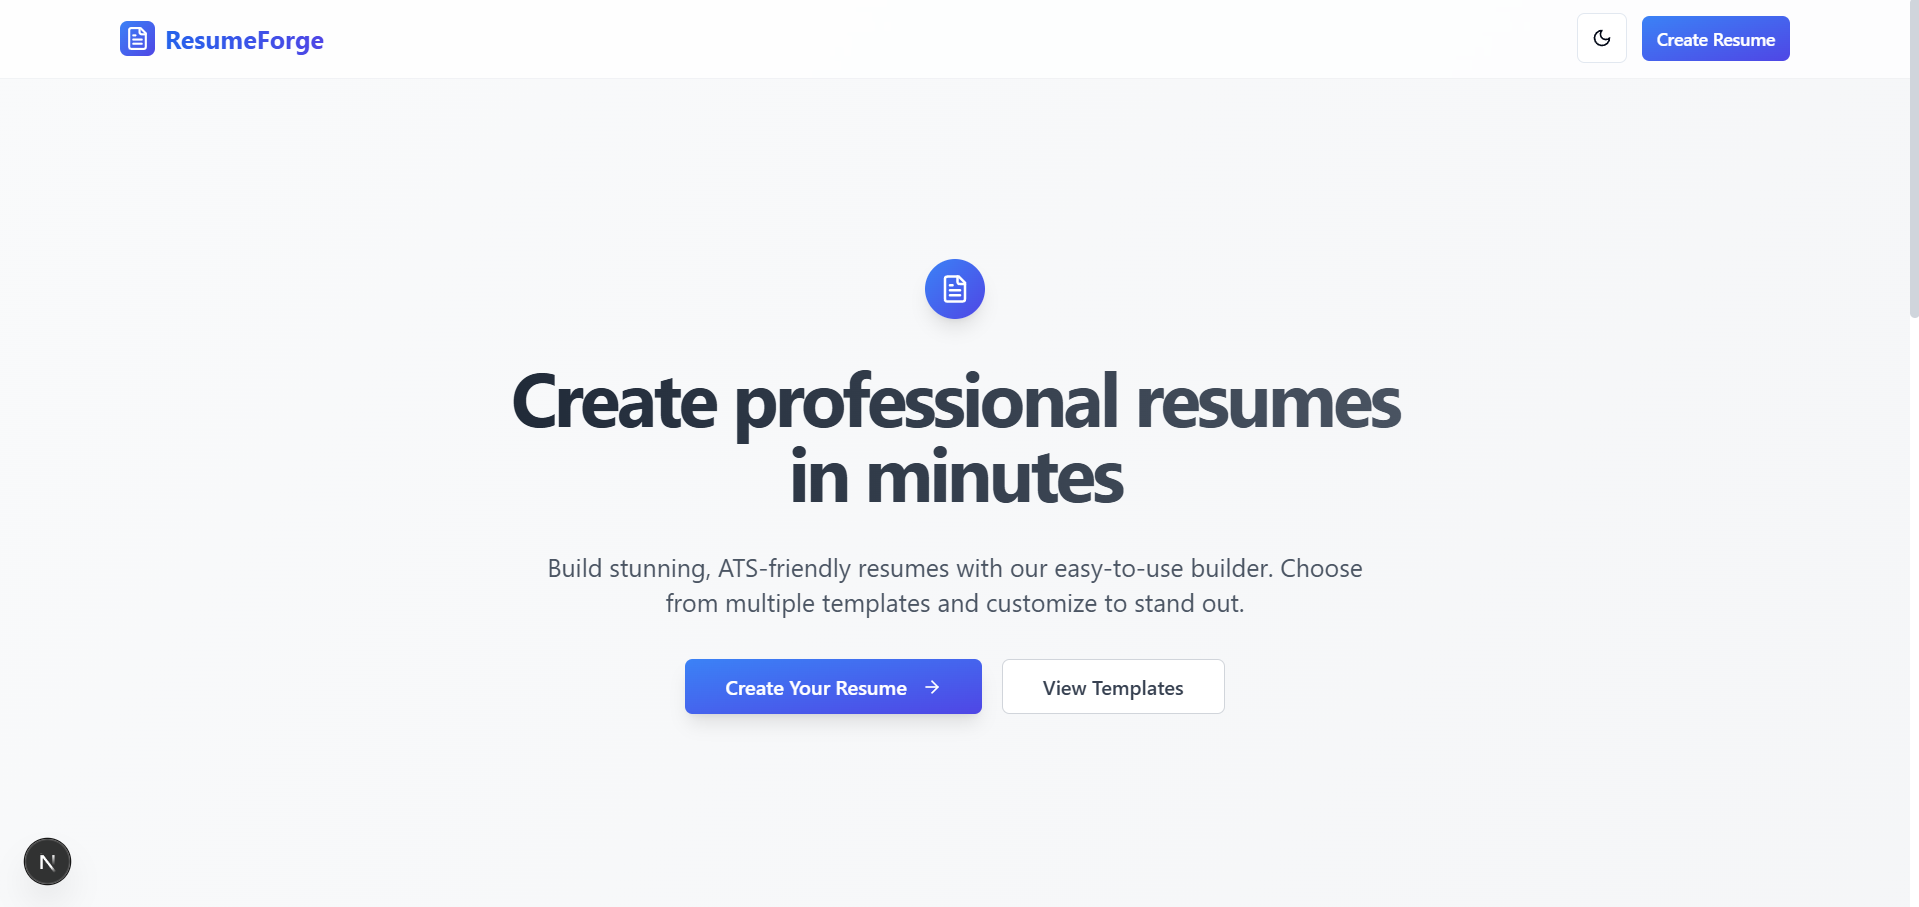 ResumeForge
Create Resume
Create professional resumes
in minutes
Build stunning, ATS-friendly resumes with our easy-to-use builder. Choose
from multiple templates and customize to stand out.
Create Your Resume
View Templates
N